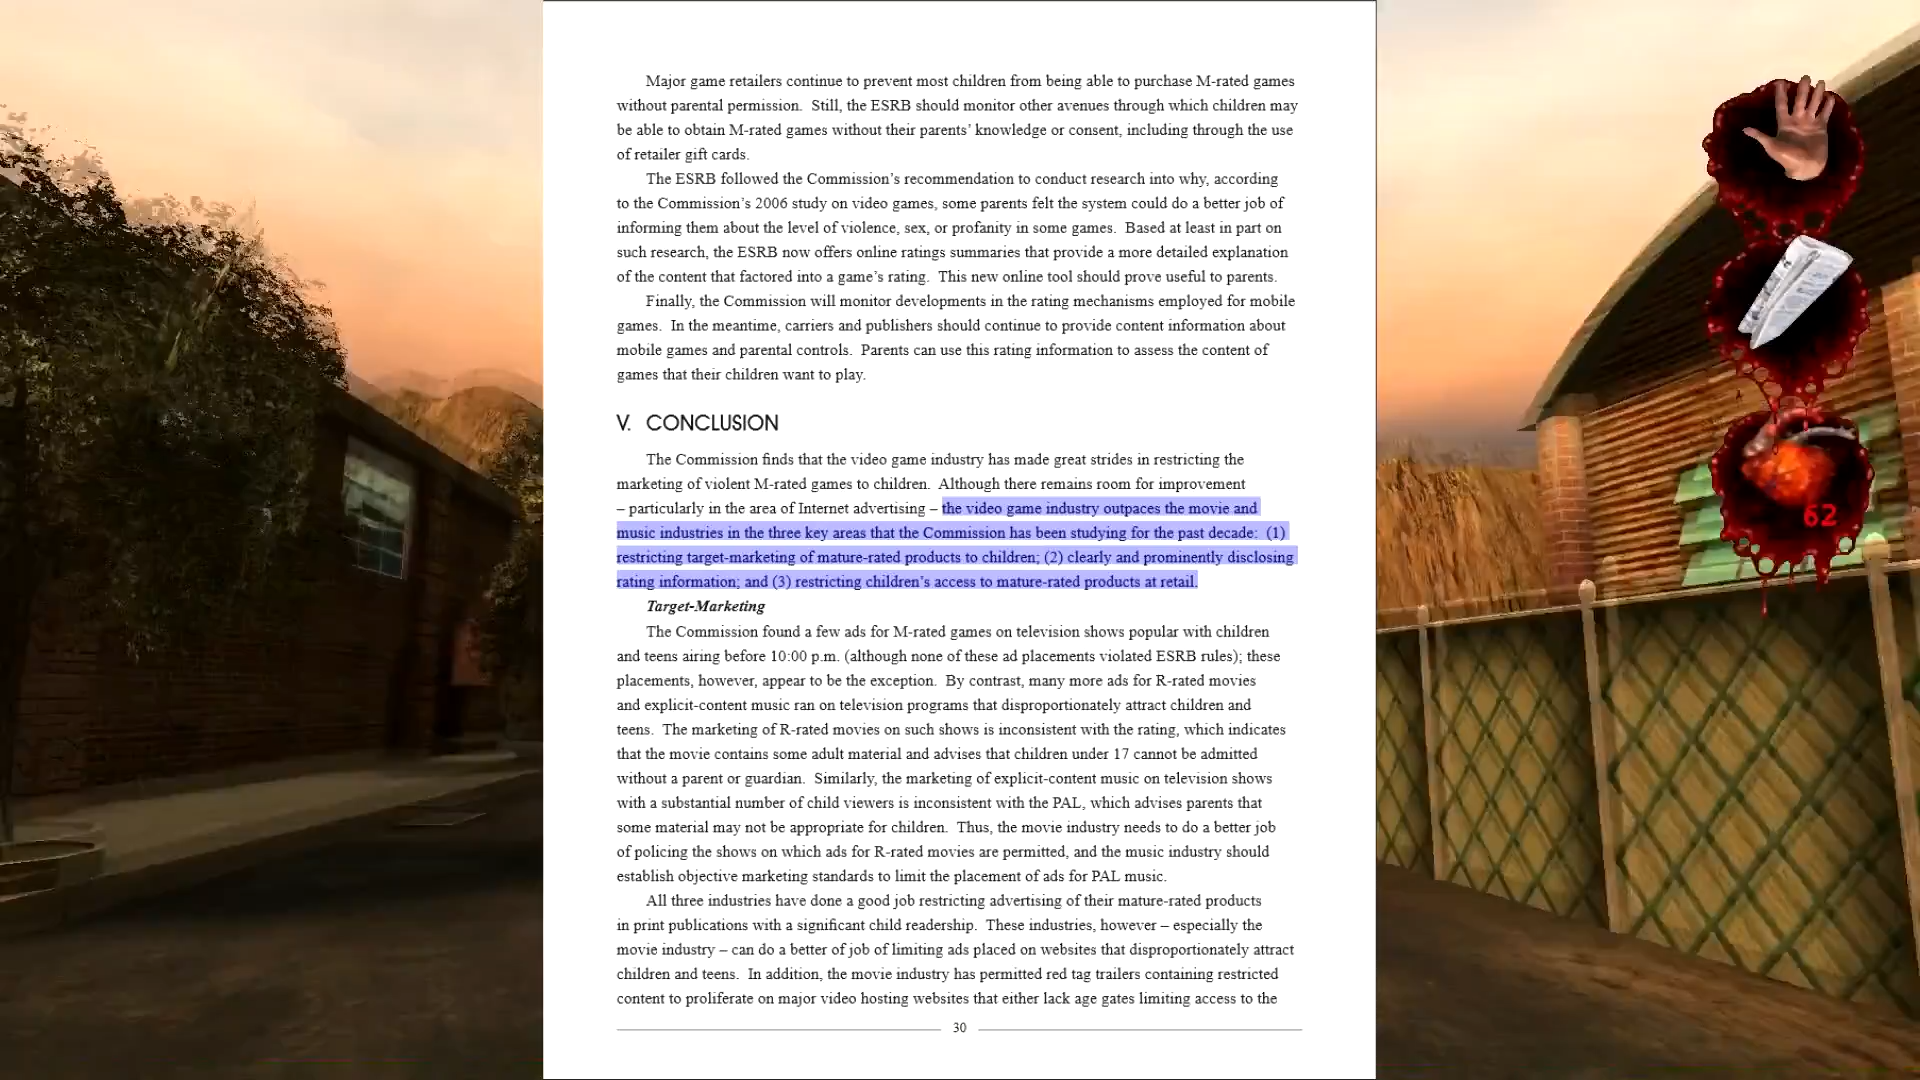 Major game retailers continue to prevent most children from being able to purchase M-rated games
without parental permission.  Still, the ESRB should monitor other avenues through which children may
be able to obtain M-rated games without their parents’ knowledge or consent, including through the use
of retailer gift cards.
The ESRB followed the Commission’s recommendation to conduct research into why, according
to the Commission’s 2006 study on video games, some parents felt the system could do a better job of
informing them about the level of violence, sex, or profanity in some games.  Based at least in part on
such research, the ESRB now offers online ratings summaries that provide a more detailed explanation
of the content that factored into a game’s rating.  This new online tool should prove useful to parents.
Finally, the Commission will monitor developments in the rating mechanisms employed for mobile
games.  In the meantime, carriers and publishers should continue to provide content information about
mobile games and parental controls.  Parents can use this rating information to assess the content of
games that their children want to play.
V.  CONCLUSION
The Commission finds that the video game industry has made great strides in restricting the
marketing of violent M-rated games to children.  Although there remains room for improvement
– particularly in the area of Internet advertising – the video game industry outpaces the movie and
music industries in the three key areas that the Commission has been studying for the past decade:  (1)
restricting target-marketing of mature-rated products to children; (2) clearly and prominently disclosing
rating information; and (3) restricting children’s access to mature-rated products at retail.
Target-Marketing
The Commission found a few ads for M-rated games on television shows popular with children
and teens airing before 10:00 p.m. (although none of these ad placements violated ESRB rules); these
placements, however, appear to be the exception.  By contrast, many more ads for R-rated movies
and explicit-content music ran on television programs that disproportionately attract children and
teens.  The marketing of R-rated movies on such shows is inconsistent with the rating, which indicates
that the movie contains some adult material and advises that children under 17 cannot be admitted
without a parent or guardian.  Similarly, the marketing of explicit-content music on television shows
with a substantial number of child viewers is inconsistent with the PAL, which advises parents that
some material may not be appropriate for children.  Thus, the movie industry needs to do a better job
of policing the shows on which ads for R-rated movies are permitted, and the music industry should
establish objective marketing standards to limit the placement of ads for PAL music.
All three industries have done a good job restricting advertising of their mature-rated products
in print publications with a significant child readership.  These industries, however – especially the
movie industry – can do a better of job of limiting ads placed on websites that disproportionately attract
children and teens.  In addition, the movie industry has permitted red tag trailers containing restricted
content to proliferate on major video hosting websites that either lack age gates limiting access to the
30
62